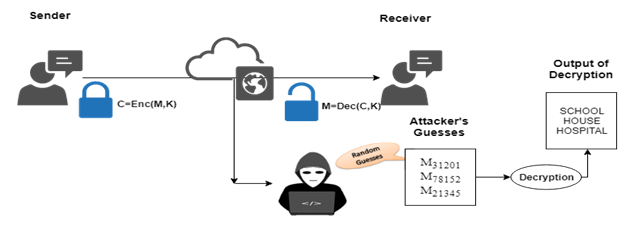 Sender
Receiver
C=Enc(M,K)
M=Dec(C,K)
Output of
Decryption
SCHOOL
HOUSE
HOSPITAL
Attacker's
Guesses
Random
Guesses
M31201
M78152
M21345
Decryption
</>